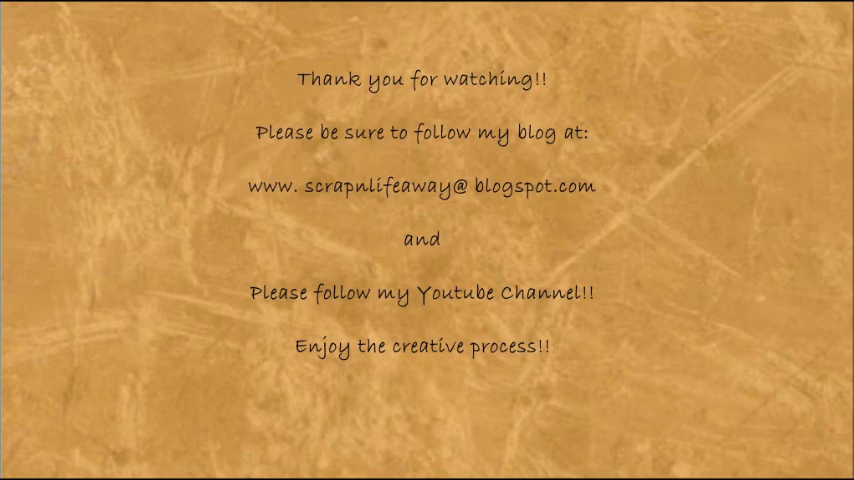 Thank you for watching!!
Please be sure to follow my blog at:
www. scrapnlifeaway@ blogspot.com
and
Please follow my Youtube Channel!!
Enjoy the creative process!!